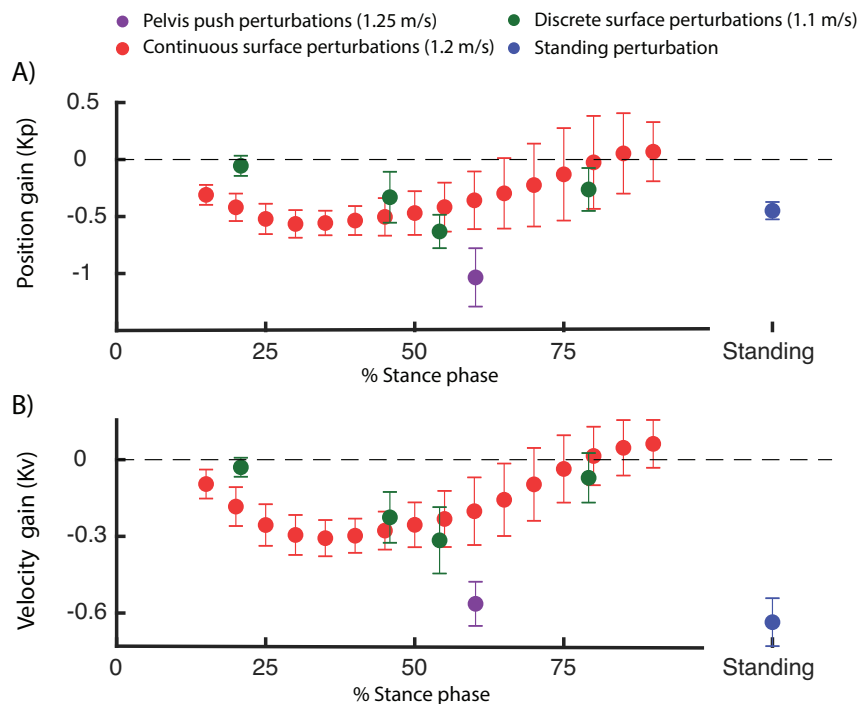 Pelvis push perturbations (1.25 m/s)
Discrete surface perturbations (1.1 m/s)
Continuous surface perturbations (1.2 m/s)
Standing perturbation
A)
Position gain (Kp)
0.5
0
-0.5
-1
0
25
50
75
Standing
% Stance phase
B)
Velocity gain (Kv)
0
-0.3
-0.6
0
25
50
75
Standing
% Stance phase